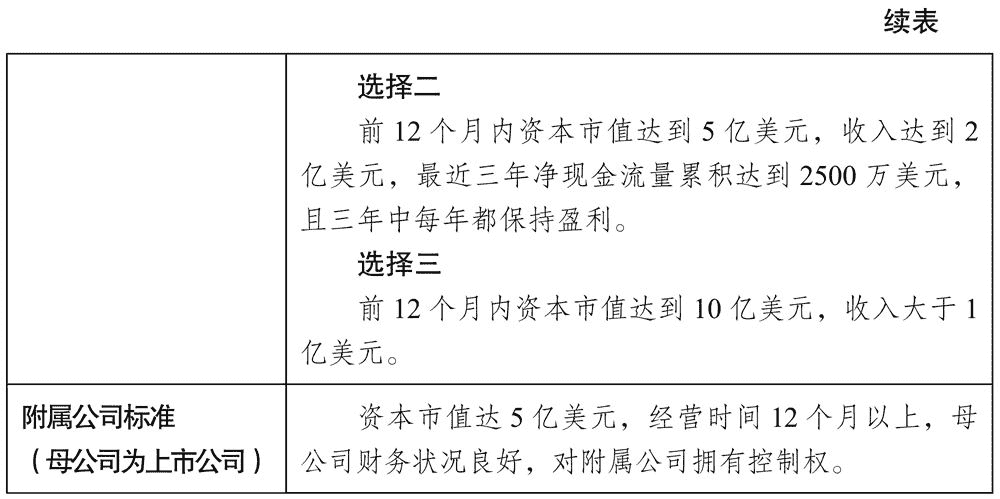 续表
选择二
前 12 个月内资本市值达到 5 亿美元，收入达到 2
亿美元，最近三年净现金流量累积达到 2500 万美元，
且三年中每年都保持盈利。
选择三
前 12 个月内资本市值达到 10 亿美元，收入大于 1
亿美元。
附属公司标准
（母公司为上市公司）
资本市值达 5 亿美元，经营时间 12 个月以上，母
公司财务状况良好，对附属公司拥有控制权。